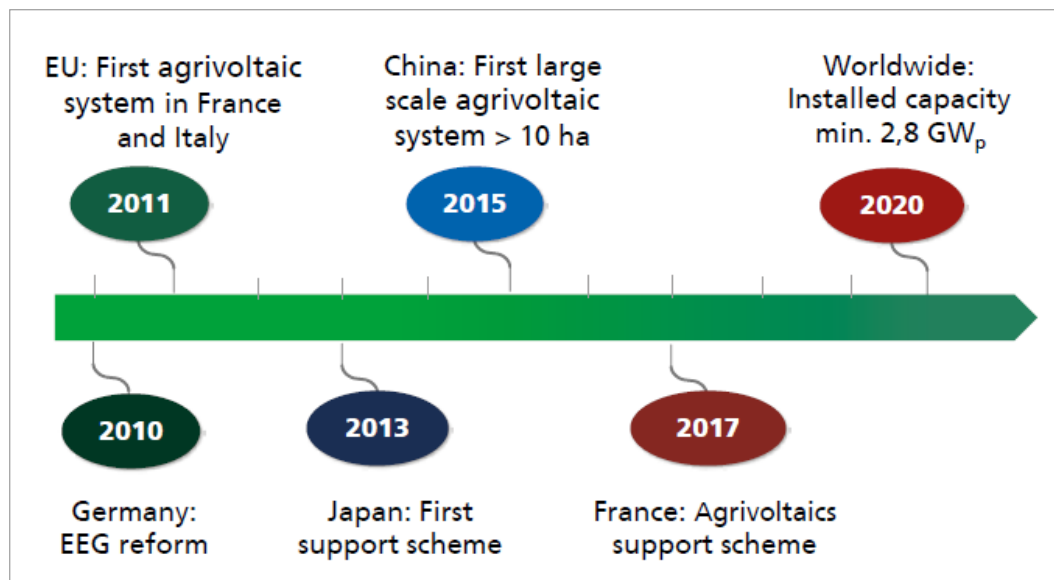 EU: First agrivoltaic
system in France
and Italy
China: First large
scale agrivoltaic
system > 10 ha
Worldwide:
Installed capacity
min. 2,8 GWp
2011
2015
2020
2010
2013
2017
Germany:
EEG reform
Japan: First
support scheme
France: Agrivoltaics
support scheme